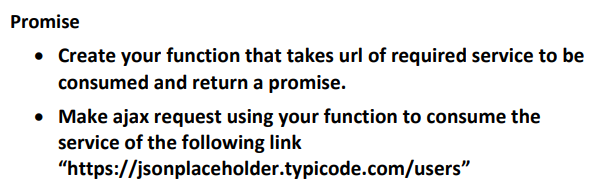 Promise
• Create your function that takes url of required service to be
consumed and return a promise.
• Make ajax request using your function to consume the
service of the following link
“https://jsonplaceholder.typicode.com/users”